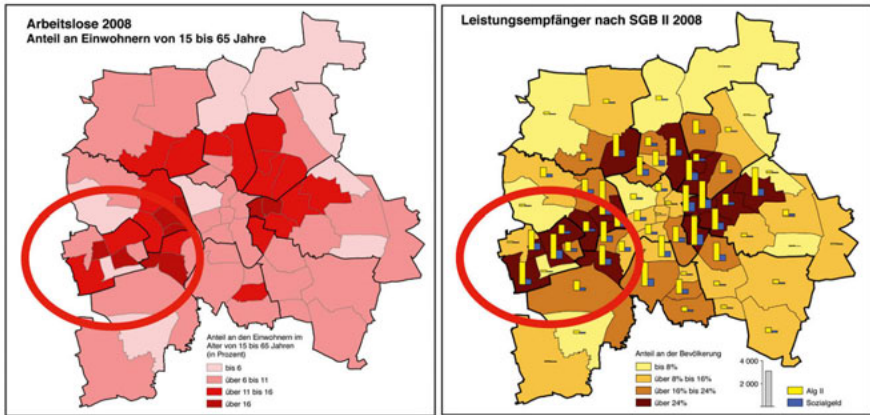 Arbeitslose 2008
Anteil an Einwohnern von 15 bis 65 Jahre
Anteil an den Einwohnern im
Alter von 15 bis 65 Jahren
(in Prozent)
bis 6
über 6 bis 11
über 11 bis 16
über 16
Leistungsempfänger nach SGB II 2008
Anteil an der Bevölkerung
bis 8%
über 8% bis 16%
über 16% bis 24%
über 24%
4 000
2 000
Alg II
Sozialgeld